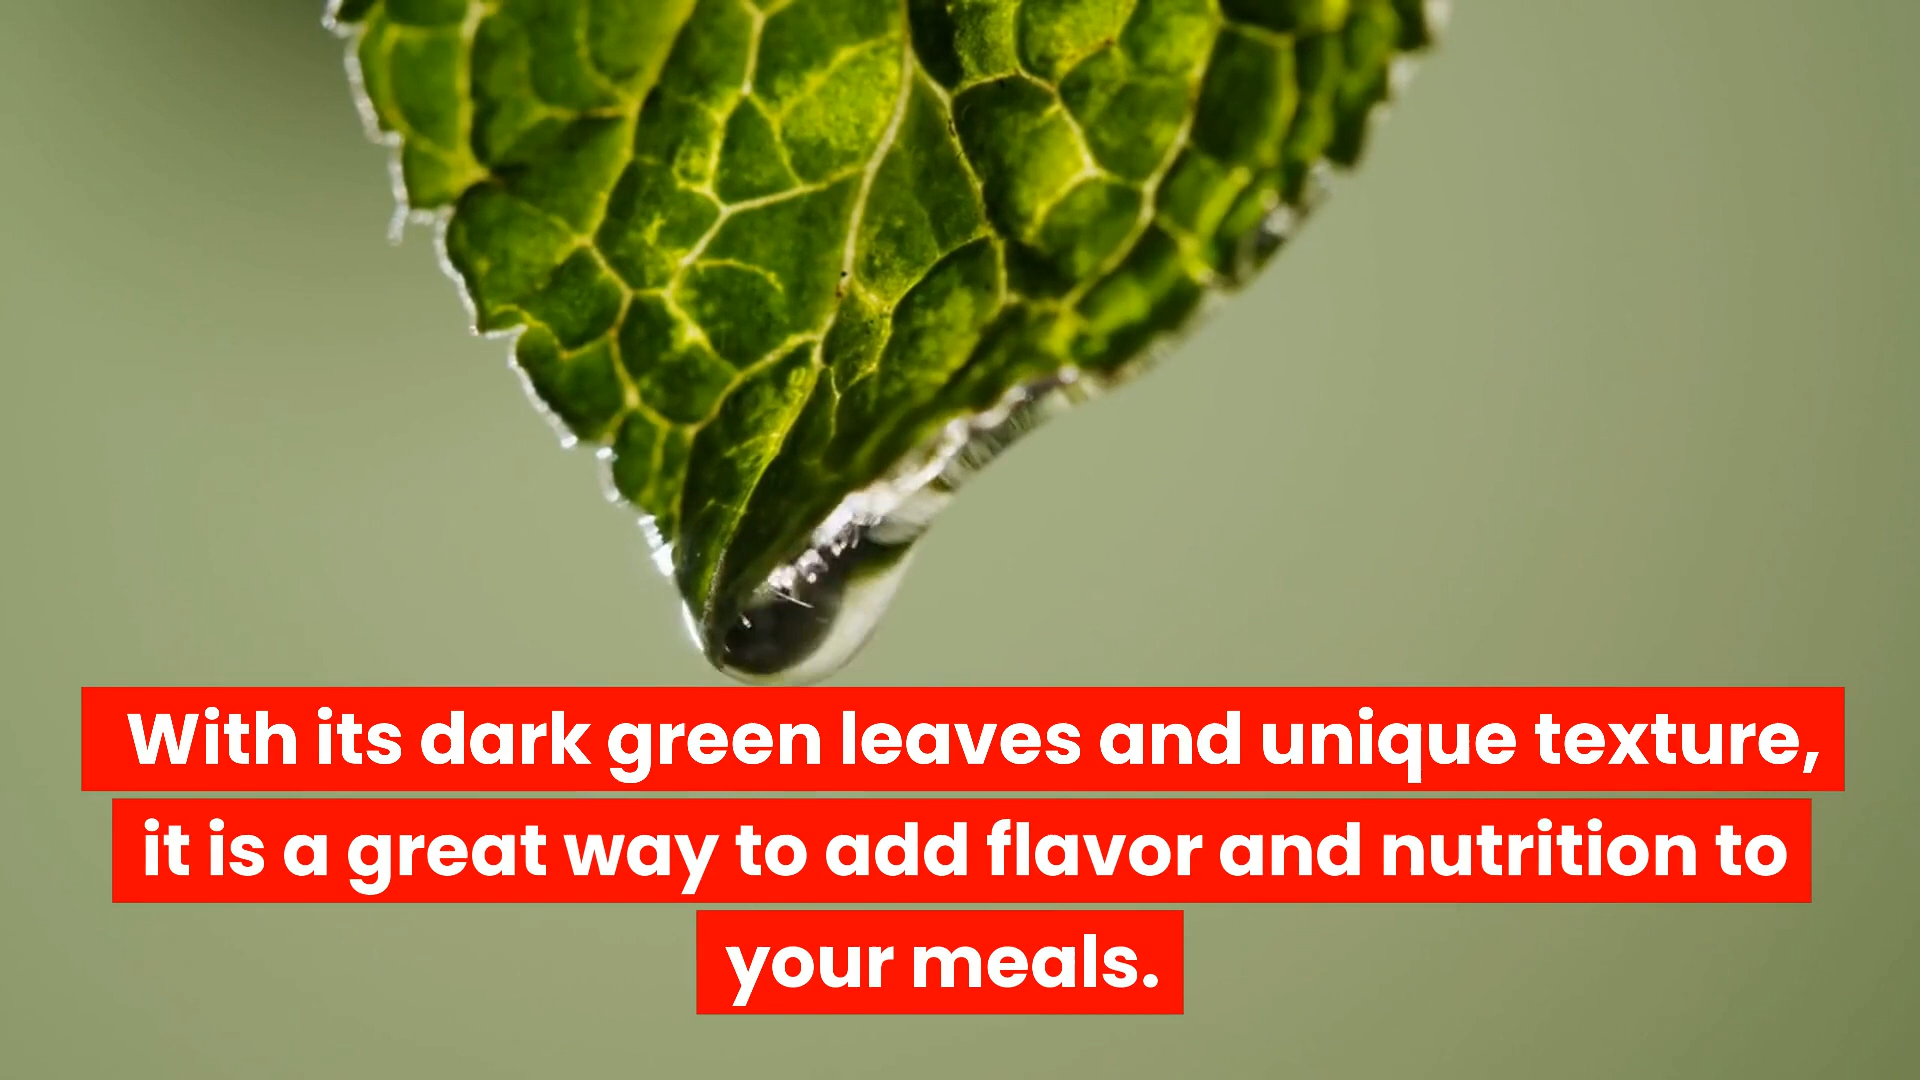 With its dark green leaves and unique texture,
it is a great way to add flavor and nutrition to
your meals.